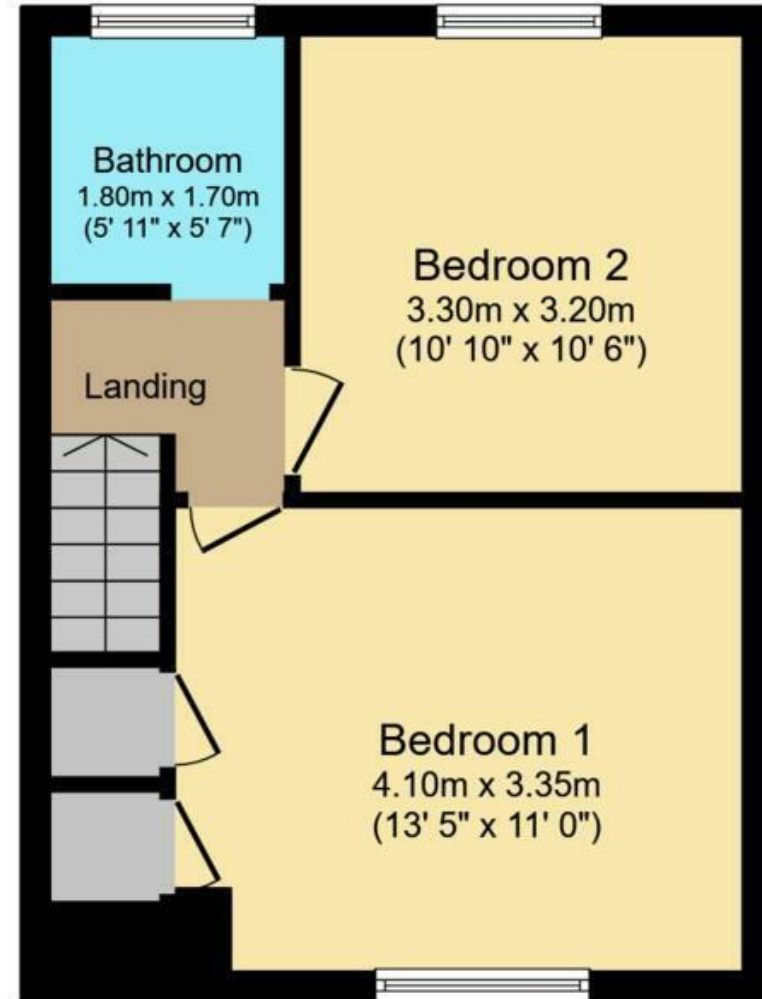 Bathroom
1.80m x 1.70m
(5' 11" x 5' 7")
Bedroom 2
3.30m x 3.20m
(10' 10" x 10' 6")
Landing
Bedroom 1
4.10m x 3.35m
(13' 5" x 11' 0")